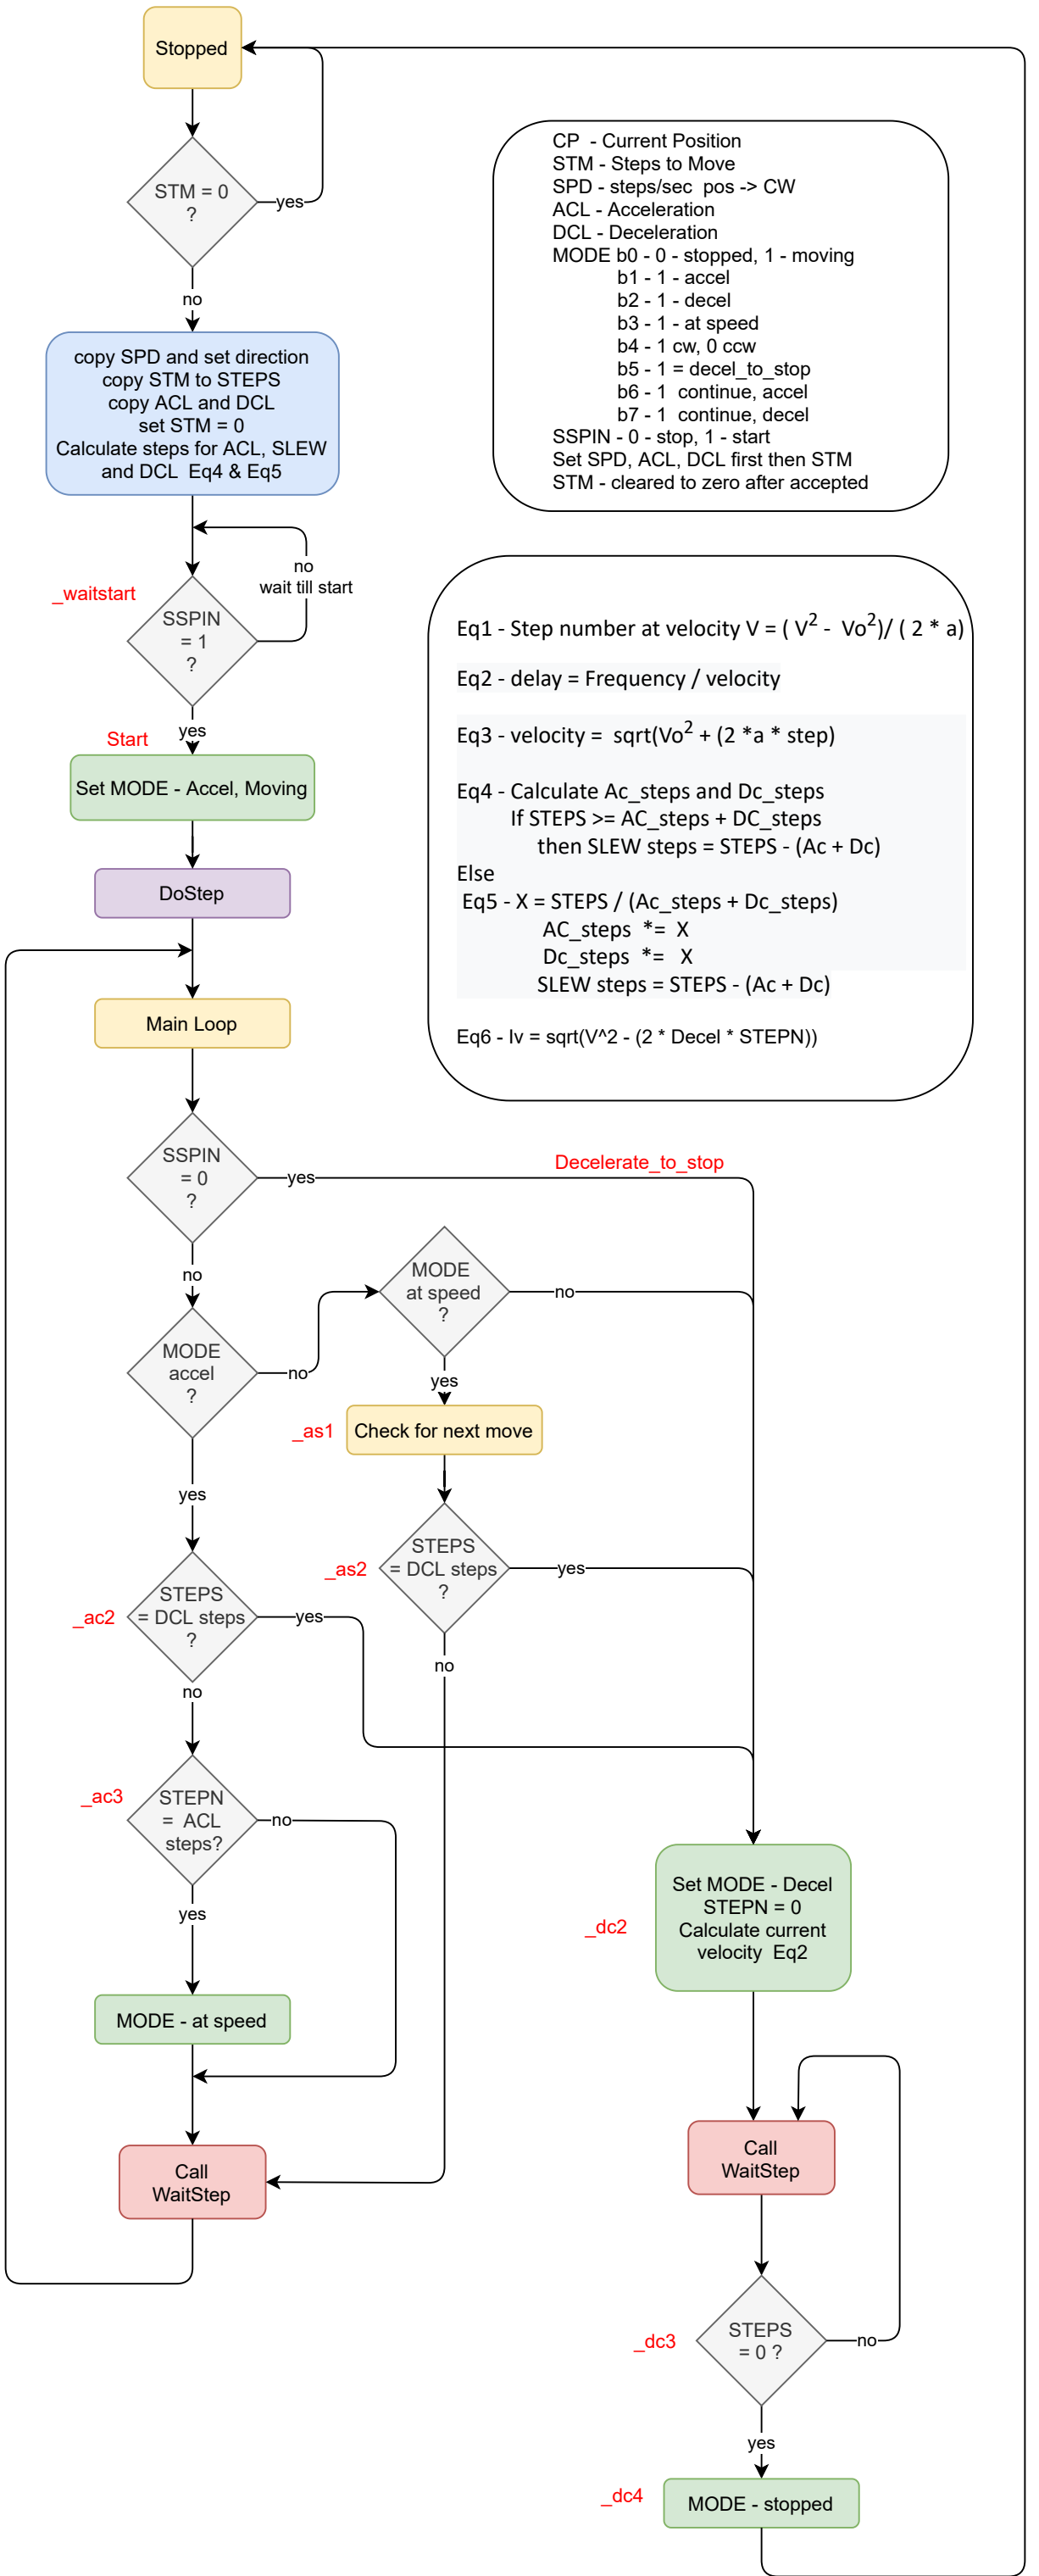 Stopped
STM = 0
?
yes
no
copy SPD and set direction
copy STM to STEPS
copy ACL and DCL
set STM = 0
Calculate steps for ACL, SLEW
and DCL  Eq4 & Eq5
CP  - Current Position
STM - Steps to Move
SPD - steps/sec  pos -> CW
ACL - Acceleration
DCL - Deceleration
MODE b0 - 0 - stopped, 1 - moving
b1 - 1 - accel
b2 - 1 - decel
b3 - 1 - at speed
b4 - 1 cw, 0 ccw
b5 - 1 = decel_to_stop
b6 - 1  continue, accel
b7 - 1  continue, decel
SSPIN - 0 - stop, 1 - start
Set SPD, ACL, DCL first then STM
STM - cleared to zero after accepted
no
wait till start
_waitstart
SSPIN
= 1
?
yes
Start
Set MODE - Accel, Moving
DoStep
Main Loop
Eq1 - Step number at velocity V = ( V² -  Vo²)/ ( 2 * a)
Eq2 - delay = Frequency / velocity
Eq3 - velocity =  sqrt(Vo² + (2 *a * step)
Eq4 - Calculate Ac_steps and Dc_steps
If STEPS >= AC_steps + DC_steps
then SLEW steps = STEPS - (Ac + Dc)
Else
Eq5 - X = STEPS / (Ac_steps + Dc_steps)
AC_steps  *=  X
Dc_steps  *=   X
SLEW steps = STEPS - (Ac + Dc)
Eq6 - Iv = sqrt(V^2 - (2 * Decel * STEPN))
SSPIN
= 0
?
yes
Decelerate_to_stop
no
MODE
accel
?
no
MODE
at speed
?
no
yes
_as1
Check for next move
yes
_as2
STEPS
= DCL steps
?
yes
no
_ac2
STEPS
= DCL steps
?
yes
no
_ac3
STEPN
=  ACL
steps?
no
yes
MODE - at speed
Call
WaitStep
_dc2
Set MODE - Decel
STEPN = 0
Calculate current
velocity  Eq2
Call
WaitStep
_dc3
STEPS
= 0 ?
no
yes
_dc4
MODE - stopped